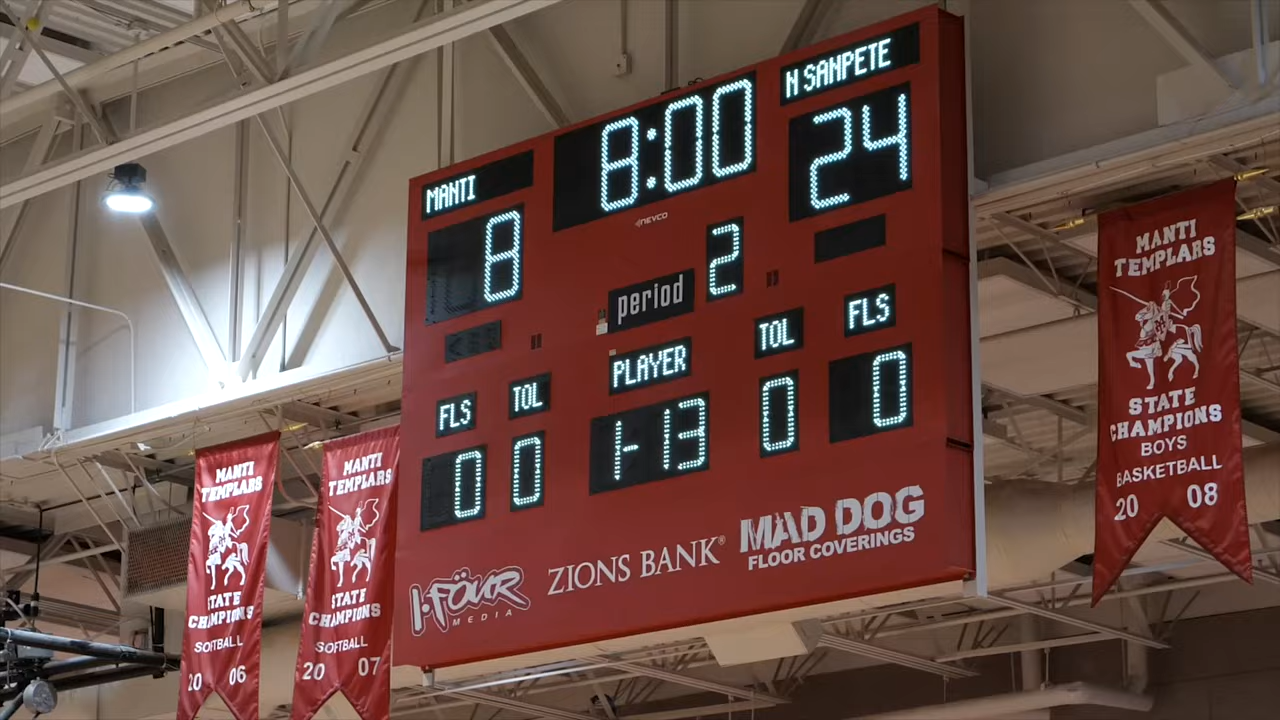 MANTI
8:00
N SANPETE
8
24
NEVCO
period
2
FLS
TOL
PLAYER
TOL
FLS
0
0
1-13
0
0
I·FÖUR
MEDIA
ZIONS BANK®
MAD DOG
FLOOR COVERINGS
MANTI
TEMPLARS
STATE
CHAMPIONS
SOFTBALL
20 06
MANTI
TEMPLARS
STATE
CHAMPIONS
SOFTBALL
20 07
MANTI
TEMPLARS
STATE
CHAMPIONS
BOYS
BASKETBALL
20 08